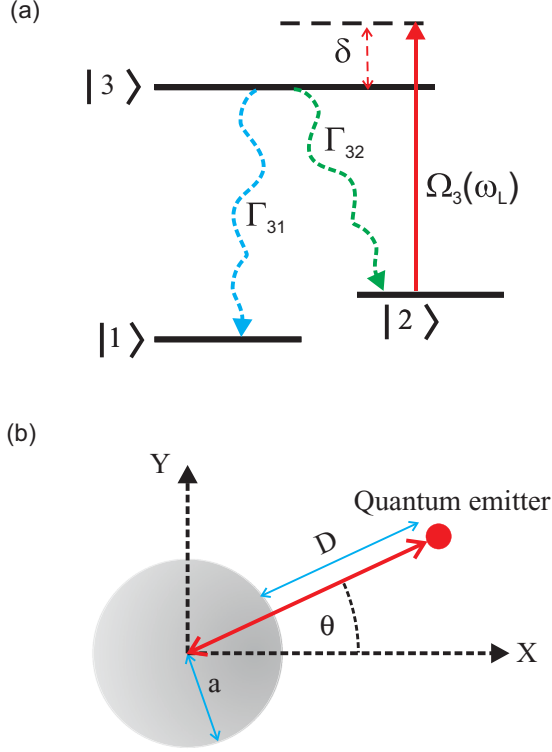 (a)
δ
|3⟩
Γ32
Γ31
Ω3(ωL)
|2⟩
|1⟩
(b)
Y
Quantum emitter
D
θ
X
a